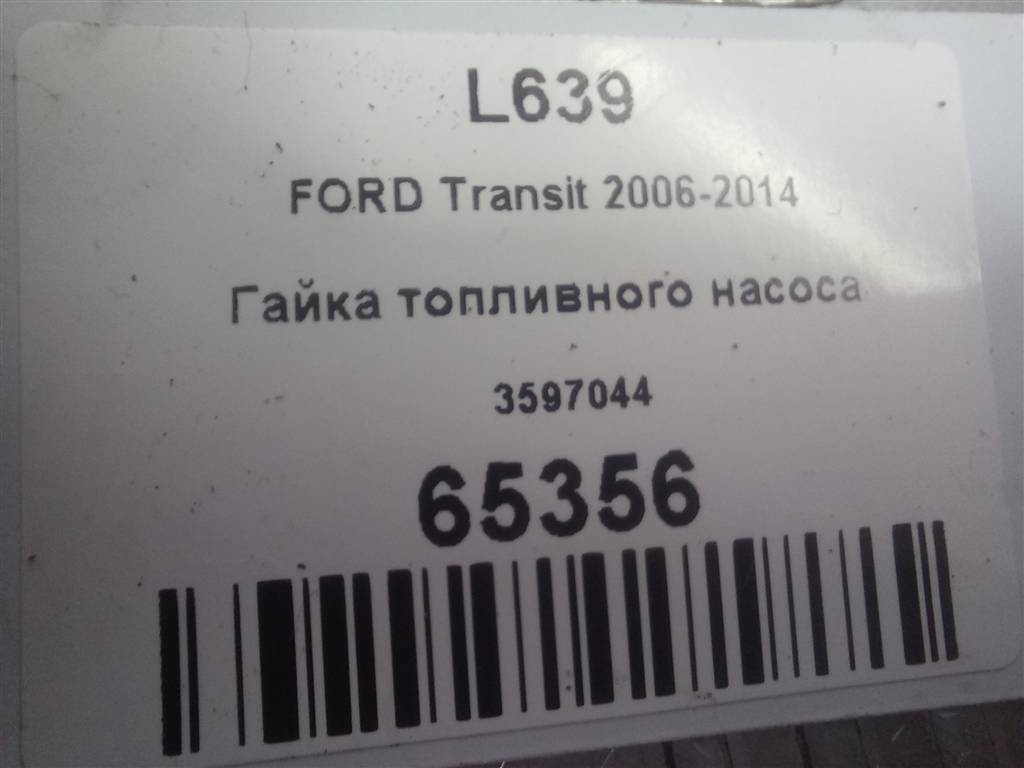 L639
FORD Transit 2006-2014
Гайка топливного насоса
3597044
65356